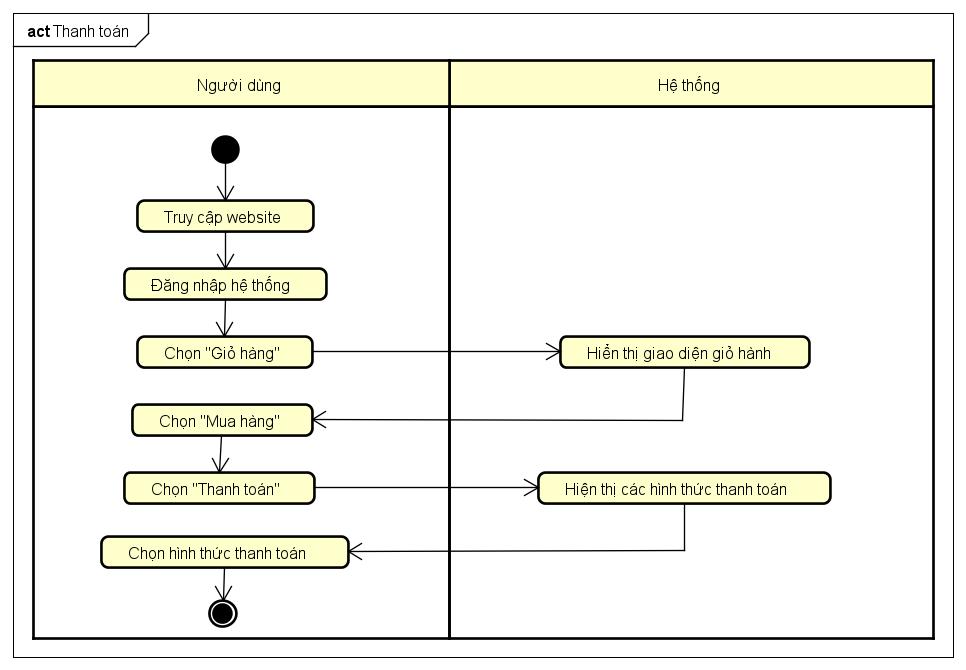 act Thanh toán
Người dùng
Hệ thống
Truy cập website
Đăng nhập hệ thống
Chọn "Giỏ hàng"
Hiển thị giao diện giỏ hành
Chọn "Mua hàng"
Chọn "Thanh toán"
Hiện thị các hình thức thanh toán
Chọn hình thức thanh toán